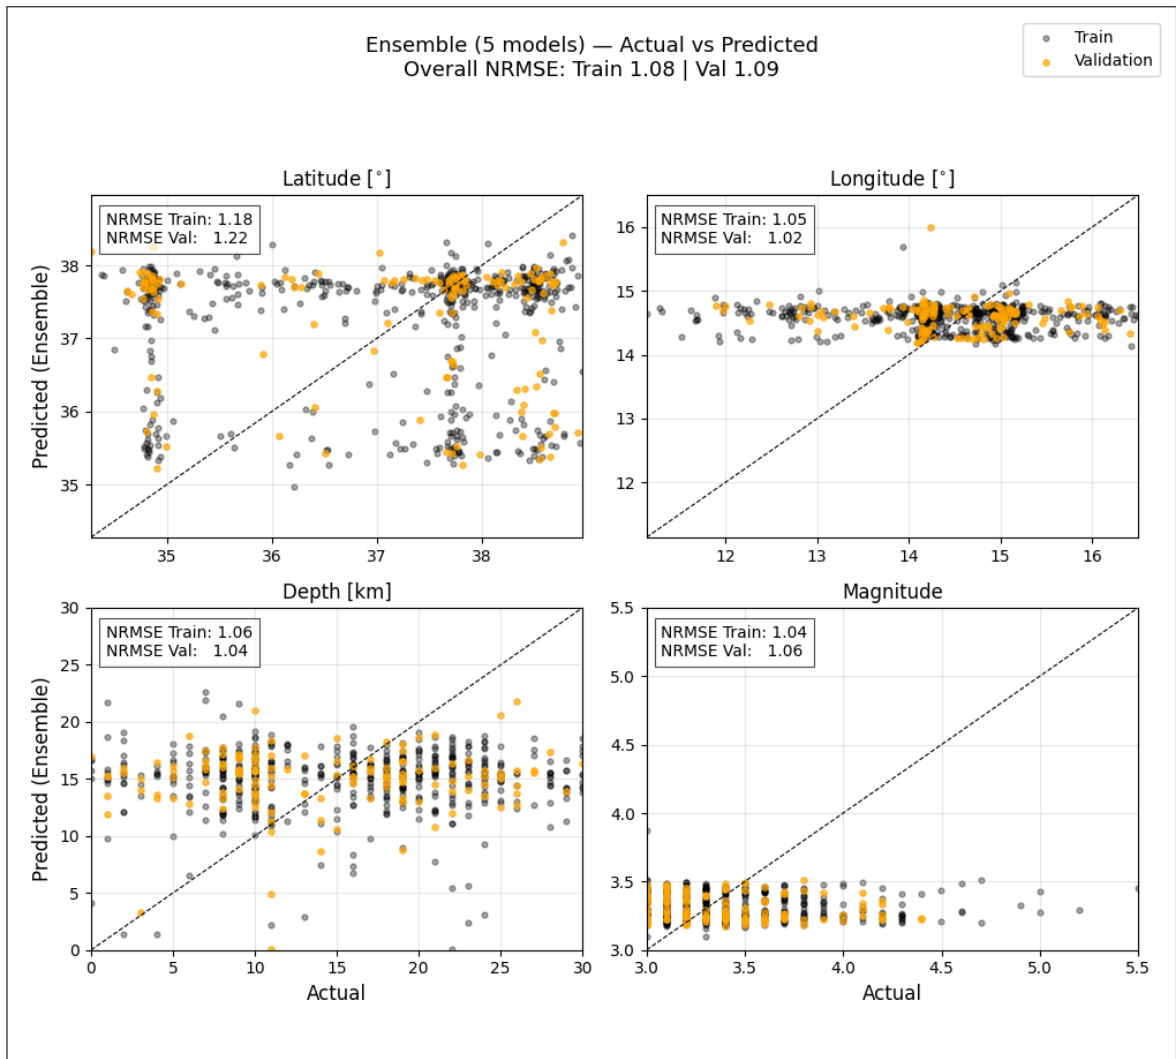 Ensemble (5 models) — Actual vs Predicted
Overall NRMSE: Train 1.08 | Val 1.09
Train
Validation
Latitude [°]
NRMSE Train: 1.18
NRMSE Val: 1.22
Predicted (Ensemble)
38
37
36
35
35 36 37 38
Longitude [°]
NRMSE Train: 1.05
NRMSE Val: 1.02
16
15
14
13
12
12 13 14 15 16
Depth [km]
NRMSE Train: 1.06
NRMSE Val: 1.04
Predicted (Ensemble)
30
25
20
15
10
5
0
0 5 10 15 20 25 30
Actual
Magnitude
NRMSE Train: 1.04
NRMSE Val: 1.06
5.5
5.0
4.5
4.0
3.5
3.0
3.0 3.5 4.0 4.5 5.0 5.5
Actual